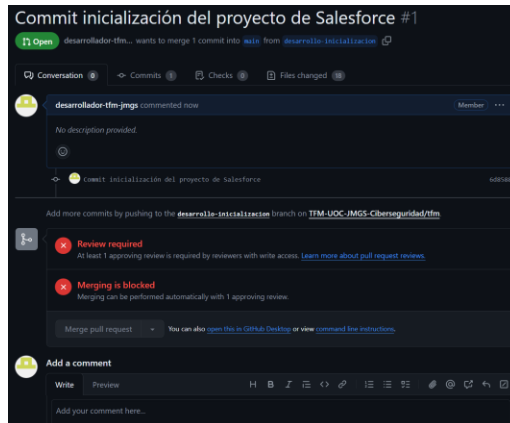 Commit inicialización del proyecto de Salesforce #1
Open desarrollador-tfm... wants to merge 1 commit into main from desarrollo-inicializacion
Conversation 0 Commits 1 Checks 0 Files changed 18
desarrollador-tfm-jmgs commented now Member ...
No description provided.
Commit inicialización del proyecto de Salesforce
Add more commits by pushing to the desarrollo-inicializacion branch on TFM-UOC-JMGS-Ciberseguridad/tfm.
Review required
At least 1 approving review is required by reviewers with write access. Learn more about pull request reviews.
Merging is blocked
Merging can be performed automatically with 1 approving review.
Merge pull request You can also open this in GitHub Desktop or view command line instructions.
Add a comment
Write Preview H B I
Add your comment here...